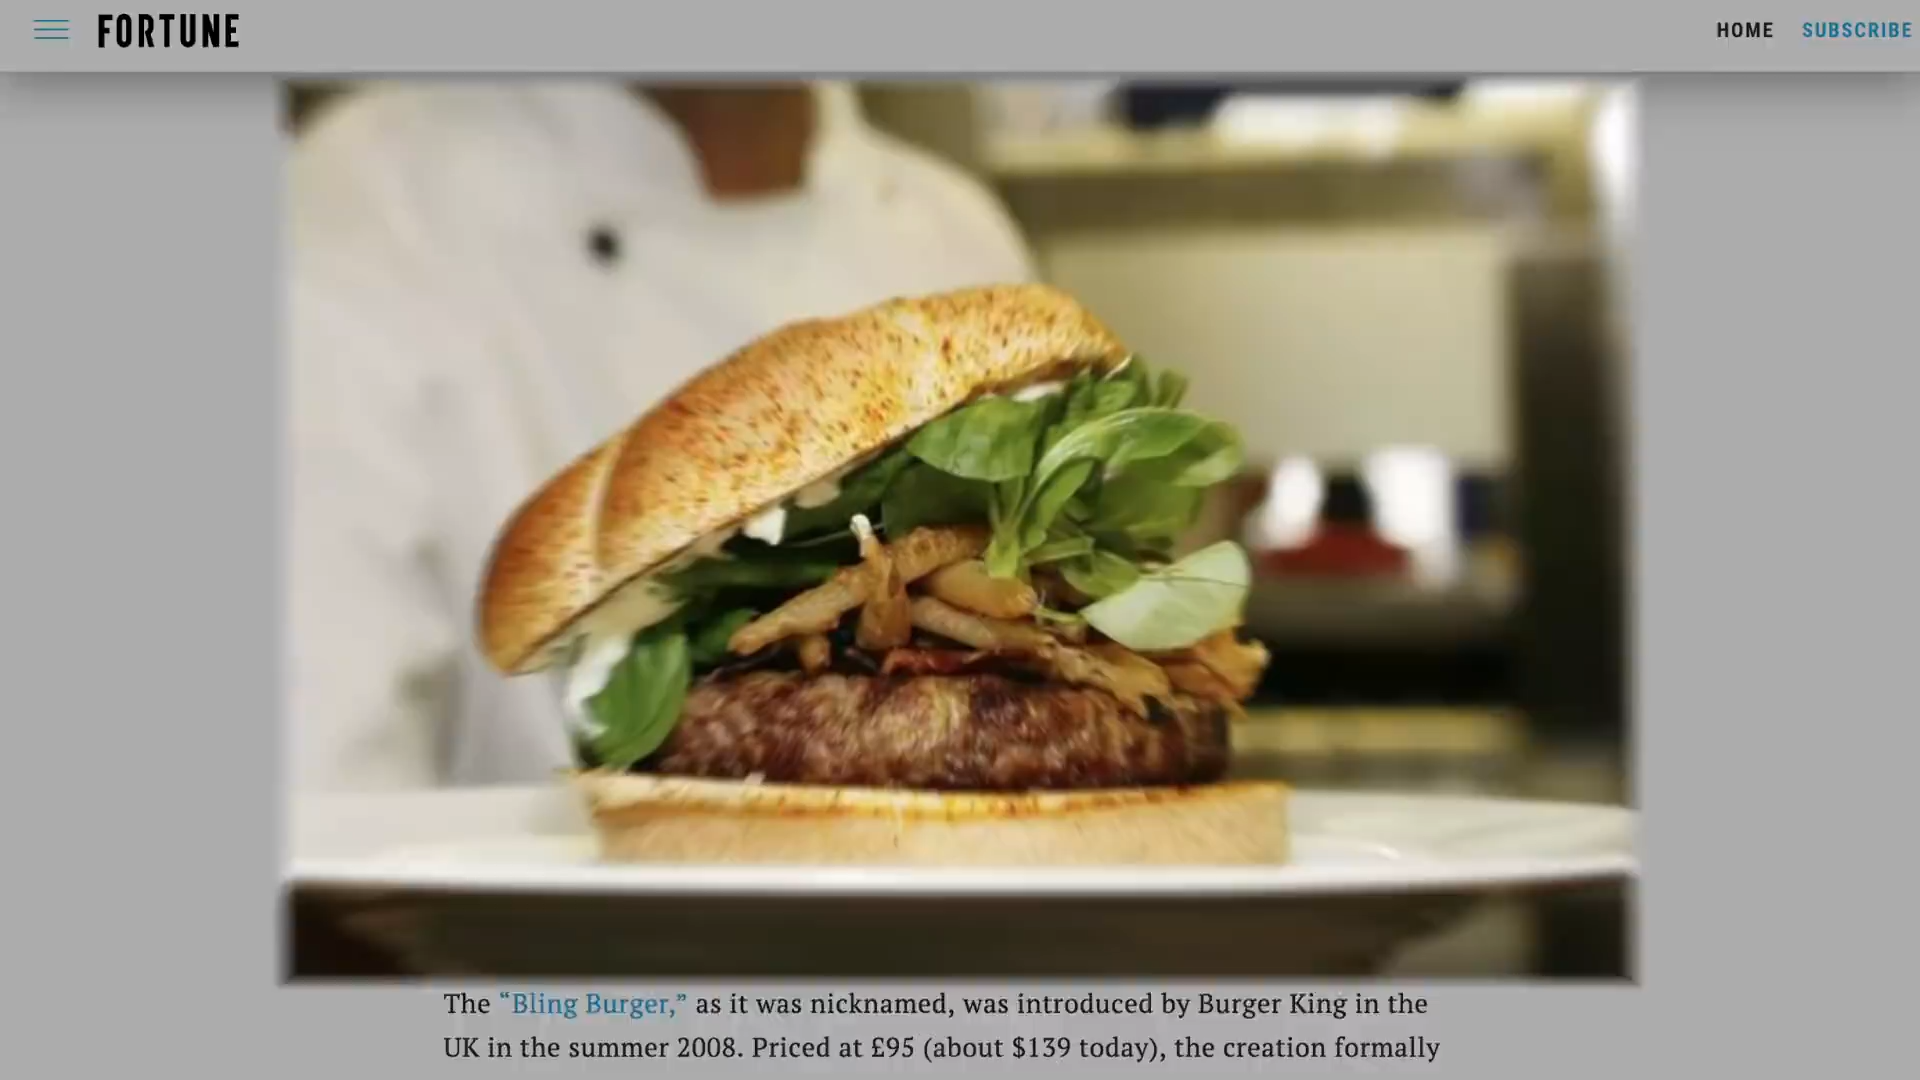 FORTUNE
HOME SUBSCRIBE
The “Bling Burger,” as it was nicknamed, was introduced by Burger King in the
UK in the summer 2008. Priced at £95 (about $139 today), the creation formally